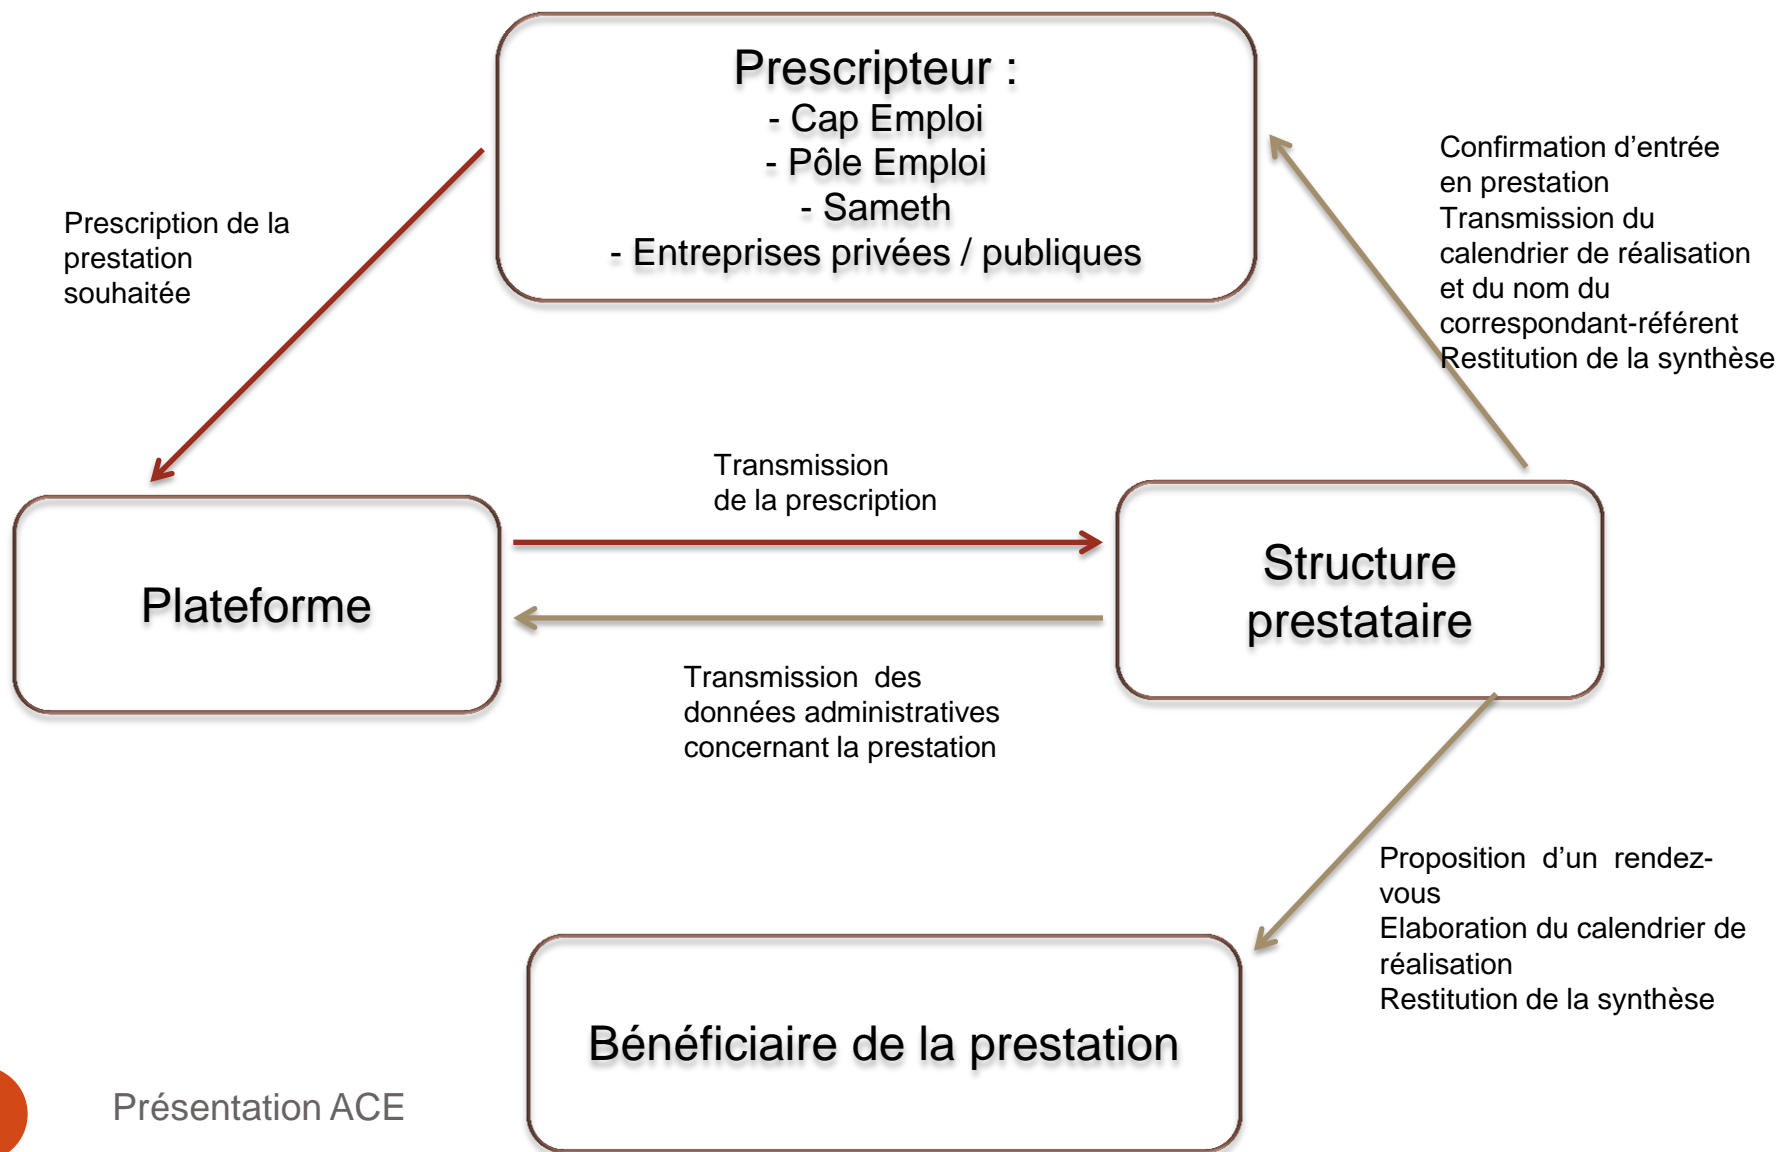 Prescripteur :
- Cap Emploi
- Pôle Emploi
- Sameth
- Entreprises privées / publiques
Prescription de la
prestation
souhaitée
Confirmation d’entrée
en prestation
Transmission du
calendrier de réalisation
et du nom du
correspondant-référent
Restitution de la synthèse
Transmission
de la prescription
Plateforme
Structure
prestataire
Transmission des
données administratives
concernant la prestation
Proposition d’un rendez-
vous
Elaboration du calendrier de
réalisation
Restitution de la synthèse
Bénéficiaire de la prestation
Présentation ACE